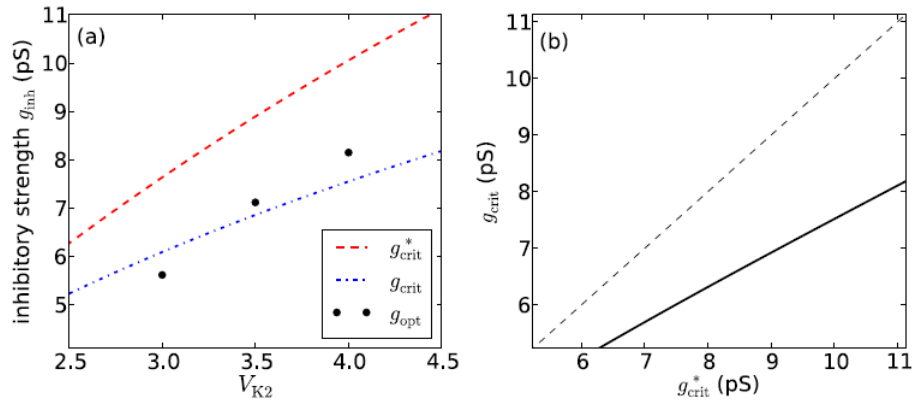 (a)
11
10
9
8
7
6
5
inhibitory strength g_inh (pS)
2.5 3.0 3.5 4.0 4.5
V_K2
g*_crit
g_crit
g_opt
(b)
11
10
9
8
7
6
g_crit (pS)
6 7 8 9 10 11
g*_crit (pS)